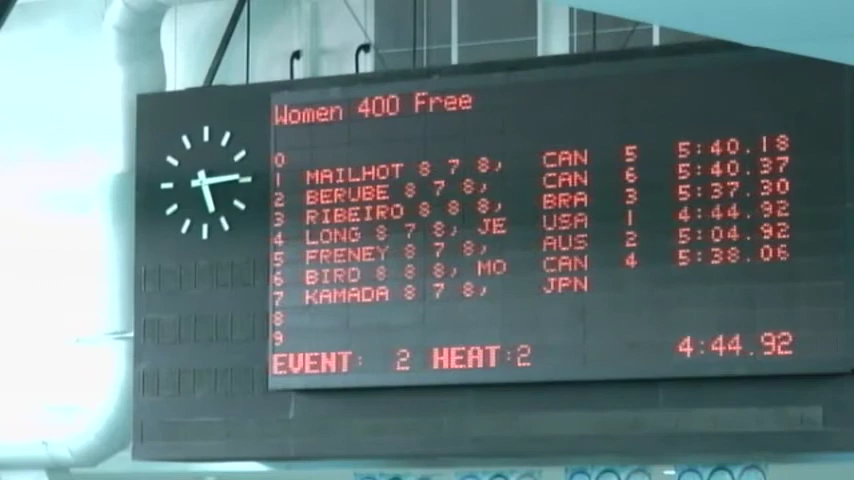 Women 400 Free
0
1 MAILHOT 8 7 8, CAN 5 5:40.18
2 BERUBE 8 7 8, CAN 6 5:40.37
3 RIBEIRO 8 8 8, BRA 3 5:37.30
4 LONG 8 7 8, JE USA 1 4:44.92
5 FRENEY 8 7 8, AUS 2 5:04.92
6 BIRD 8 8 8, MO CAN 4 5:38.06
7 KAMADA 8 7 8, JPN
8
9
EVENT: 2 HEAT:2 4:44.92